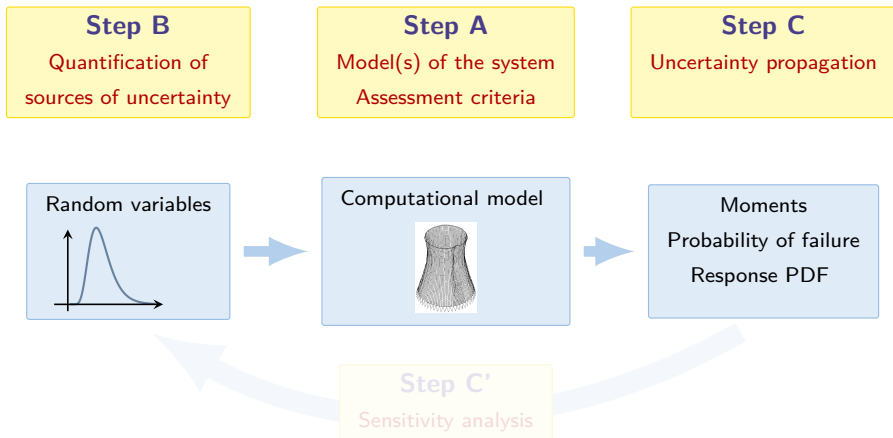 Step B
Quantification of
sources of uncertainty
Step A
Model(s) of the system
Assessment criteria
Step C
Uncertainty propagation
Random variables
Computational model
Moments
Probability of failure
Response PDF
Step C'
Sensitivity analysis